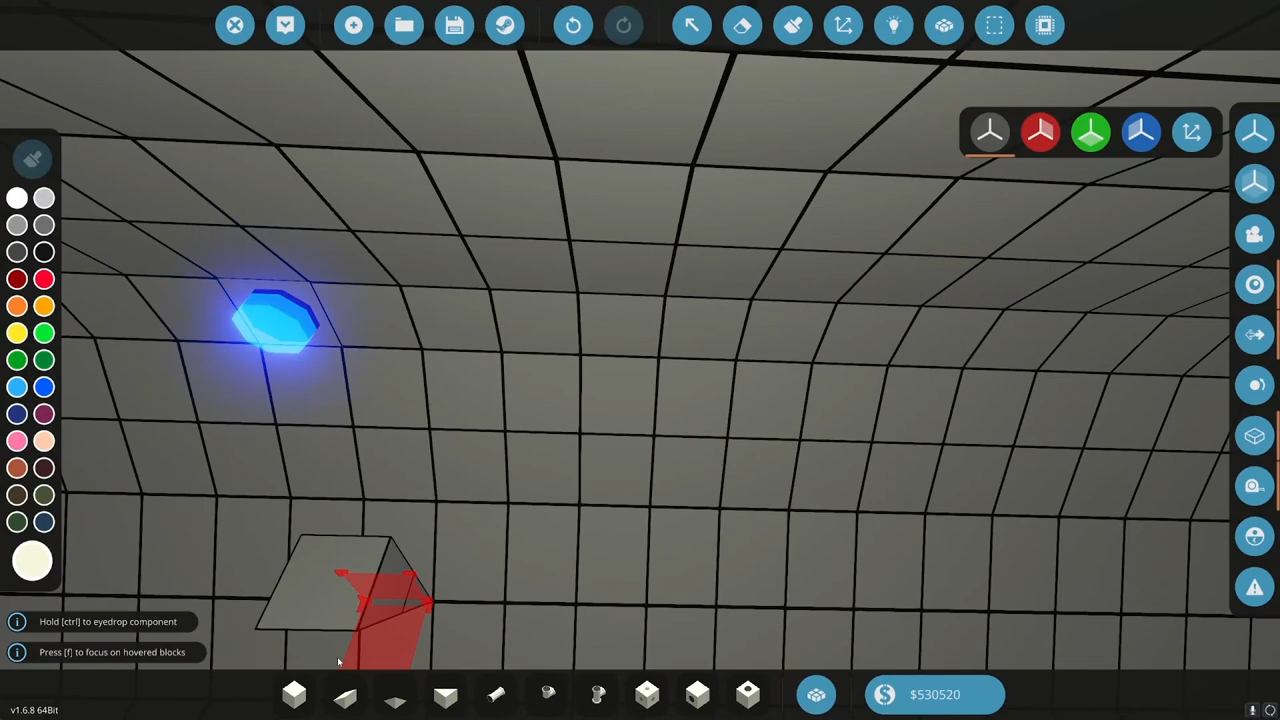 Hold [ctrl] to eyedrop component
Press [f] to focus on hovered blocks
$530520
v1.6.8 64Bit